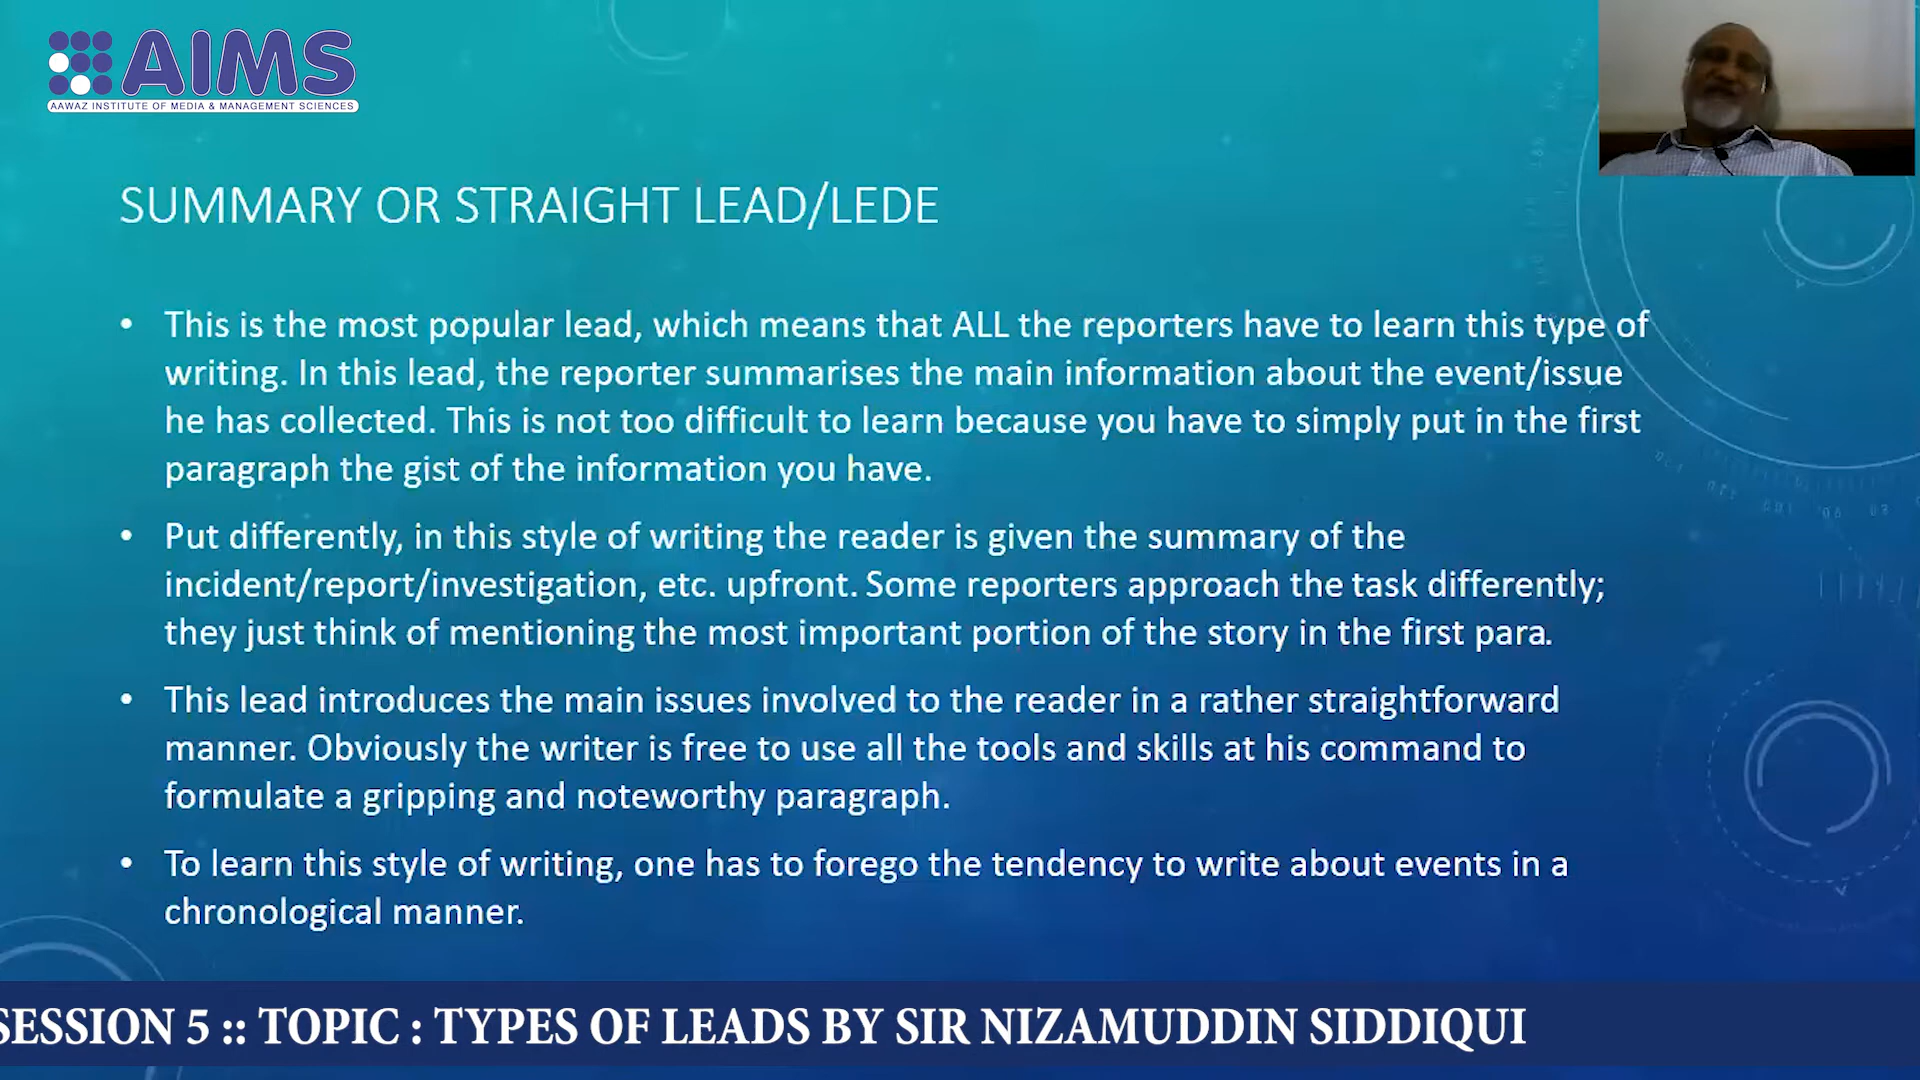 AIMS
AAWAZ INSTITUTE OF MEDIA & MANAGEMENT SCIENCES
SUMMARY OR STRAIGHT LEAD/LEDE
• This is the most popular lead, which means that ALL the reporters have to learn this type of
writing. In this lead, the reporter summarises the main information about the event/issue
he has collected. This is not too difficult to learn because you have to simply put in the first
paragraph the gist of the information you have.
• Put differently, in this style of writing the reader is given the summary of the
incident/report/investigation, etc. upfront. Some reporters approach the task differently;
they just think of mentioning the most important portion of the story in the first para.
• This lead introduces the main issues involved to the reader in a rather straightforward
manner. Obviously the writer is free to use all the tools and skills at his command to
formulate a gripping and noteworthy paragraph.
• To learn this style of writing, one has to forego the tendency to write about events in a
chronological manner.
SESSION 5 :: TOPIC : TYPES OF LEADS BY SIR NIZAMUDDIN SIDDIQUI